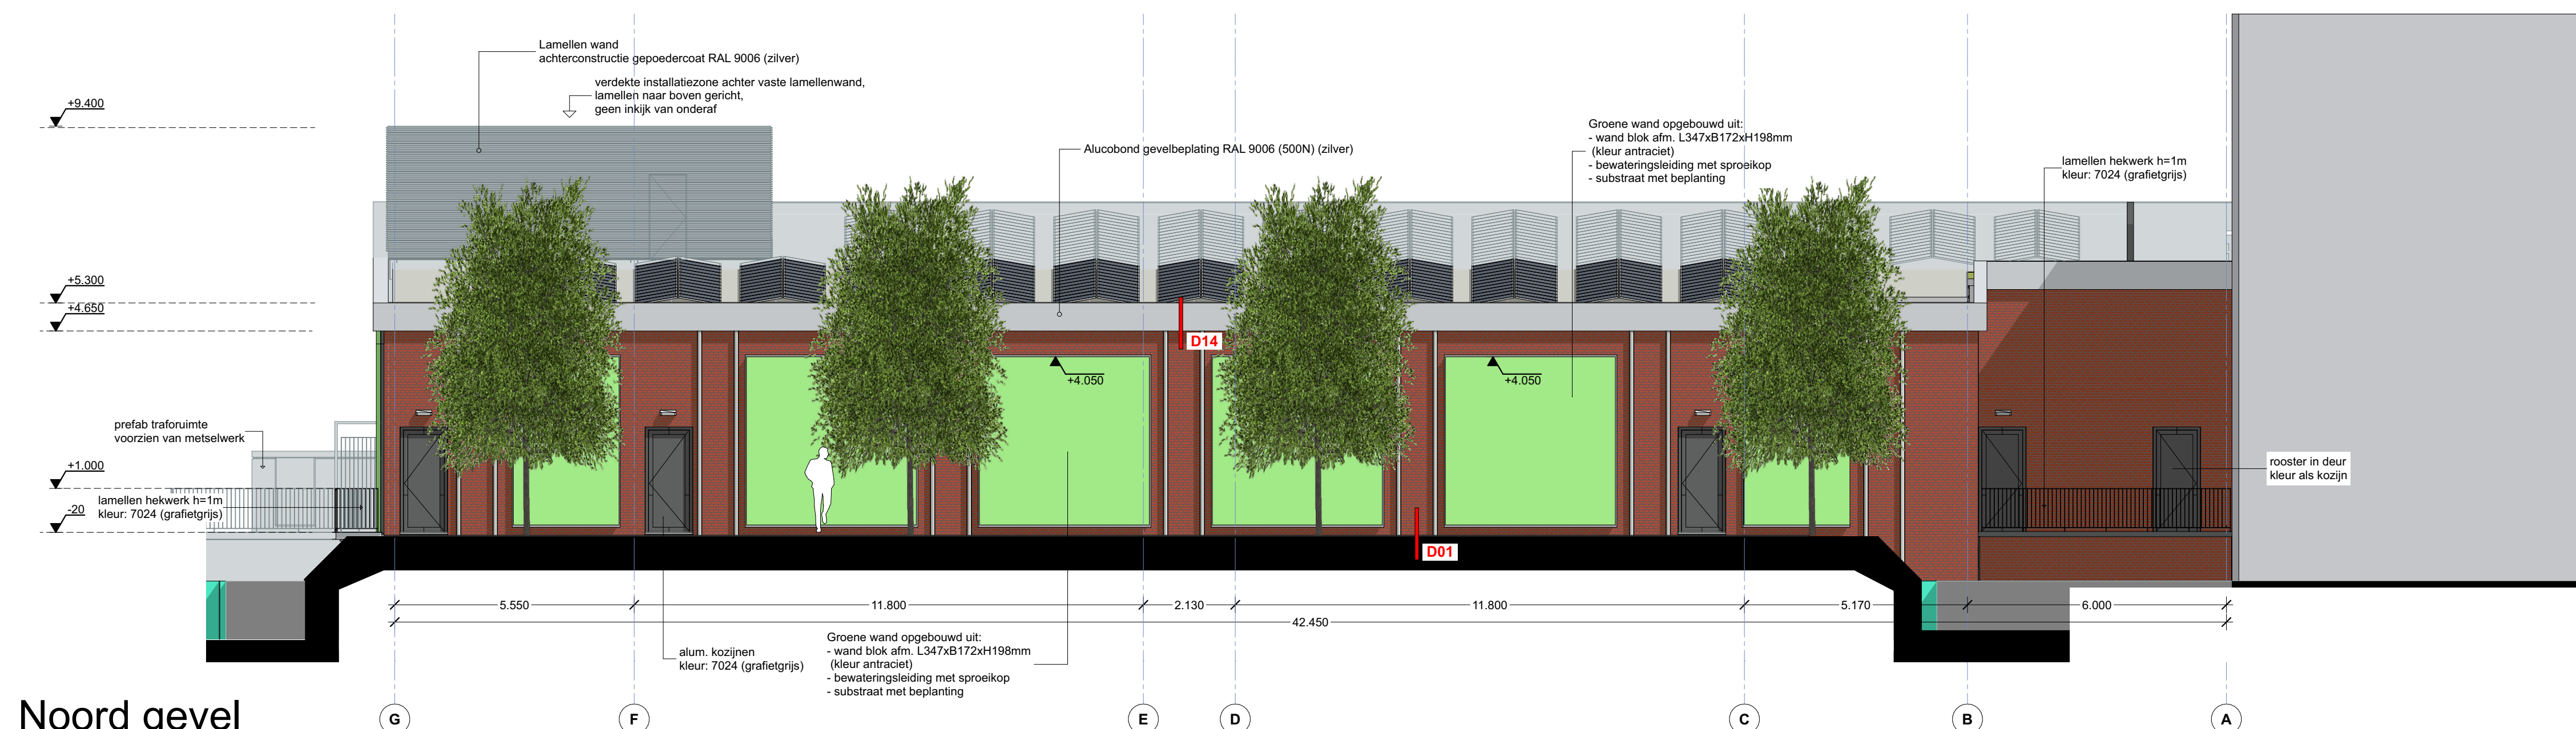 Lamellen wand
achterconstructie gepoedercoat RAL 9006 (zilver)
verdekte installatiezone achter vaste lamellenwand,
lamellen naar boven gericht,
geen inkijk van onderaf
+9.400
Groene wand opgebouwd uit:
- wand blok afm. L347xB172xH198mm
(kleur antraciet)
- bewateringsleiding met sproeikop
- substraat met beplanting
Alucobond gevelbeplating RAL 9006 (500N) (zilver)
lamellen hekwerk h=1m
kleur: 7024 (grafietgrijs)
+5.300
+4.650
D14
+4.050
+4.050
prefab traforuimte
voorzien van metselwerk
+1.000
rooster in deur
kleur als kozijn
lamellen hekwerk h=1m
kleur: 7024 (grafietgrijs)
-20
D01
5.550
11.800
2.130
11.800
5.170
6.000
42.450
alum. kozijnen
kleur: 7024 (grafietgrijs)
Groene wand opgebouwd uit:
- wand blok afm. L347xB172xH198mm
(kleur antraciet)
- bewateringsleiding met sproeikop
- substraat met beplanting
Noord gevel
G
F
E
D
C
B
A